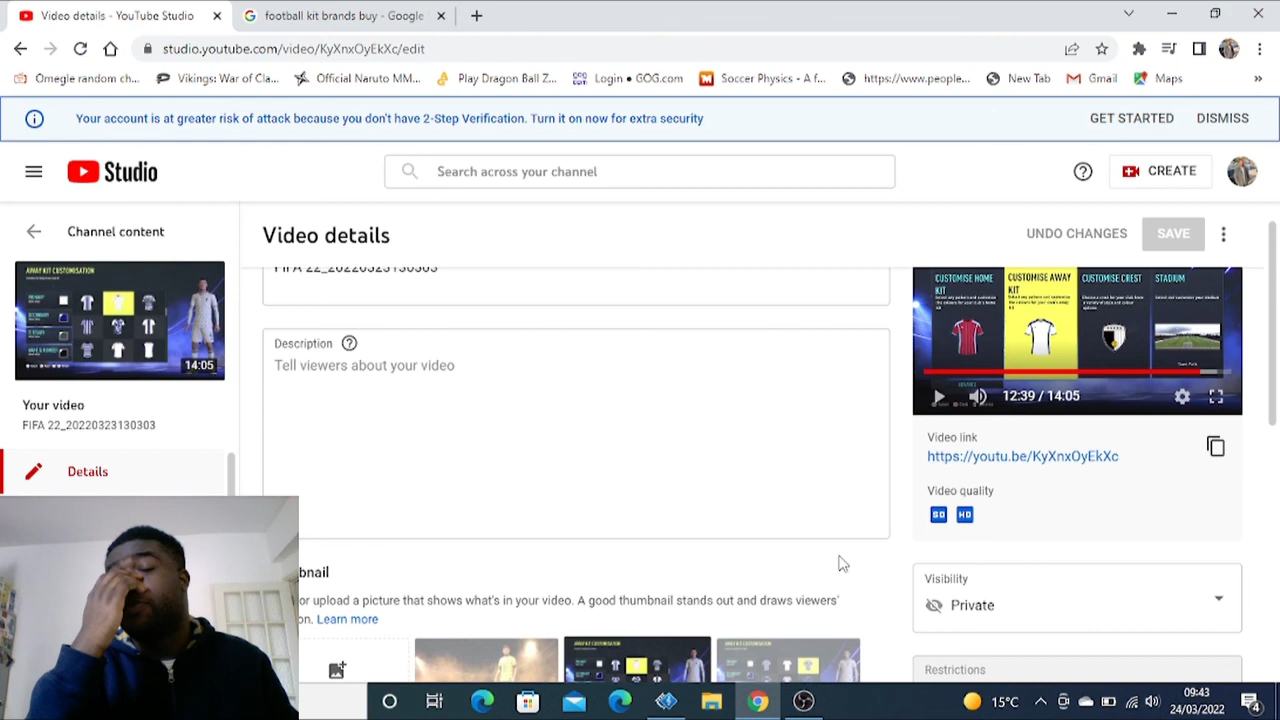 Video details - YouTube Studio
football kit brands buy - Google
studio.youtube.com/video/KyXnxOyEkXc/edit
Omegle random ch...
Vikings: War of Cla...
Official Naruto MM...
Play Dragon Ball Z...
Login • GOG.com
Soccer Physics - A f...
https://www.people...
New Tab
Gmail
Maps
Your account is at greater risk of attack because you don't have 2-Step Verification. Turn it on now for extra security
GET STARTED
DISMISS
Studio
Search across your channel
CREATE
Channel content
Video details
UNDO CHANGES
SAVE
FIFA 22_20220323130303
AWAY KIT CUSTOMISATION
14:05
Your video
FIFA 22_20220323130303
Details
Description
Tell viewers about your video
CUSTOMISE HOME KIT
CUSTOMISE AWAY KIT
CUSTOMISE CREST
STADIUM
12:39 / 14:05
Video link
https://youtu.be/KyXnxOyEkXc
Video quality
SD HD
bnail
or upload a picture that shows what's in your video. A good thumbnail stands out and draws viewers'
on. Learn more
Visibility
Private
Restrictions
15°C
09:43
24/03/2022
4